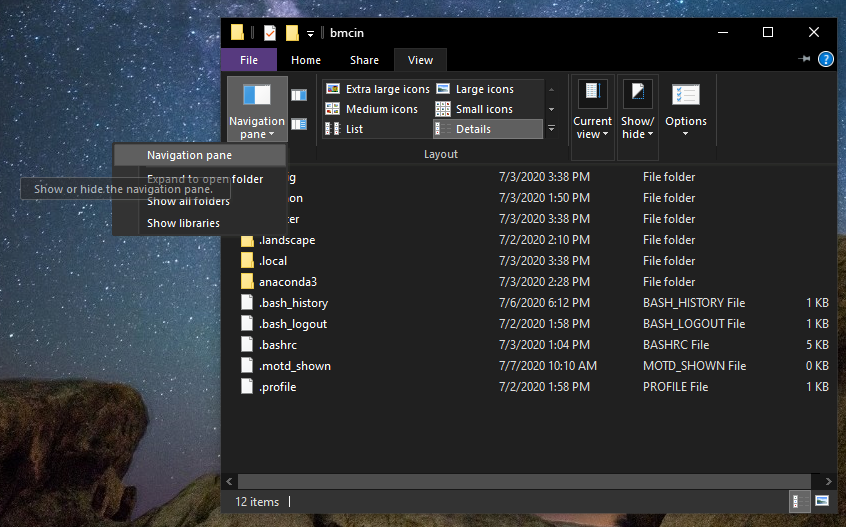 bmcin
File Home Share View
Navigation pane
Extra large icons Large icons
Medium icons Small icons
List Details
Layout
Current view
Show/ hide
Options
Navigation pane
Expand to open folder
Show all folders
Show libraries
Show or hide the navigation pane.
7/3/2020 3:38 PM File folder
7/3/2020 1:50 PM File folder
7/3/2020 3:38 PM File folder
.landscape 7/2/2020 2:10 PM File folder
.local 7/3/2020 3:38 PM File folder
anaconda3 7/3/2020 2:28 PM File folder
.bash_history 7/6/2020 6:12 PM BASH_HISTORY File 1 KB
.bash_logout 7/2/2020 1:58 PM BASH_LOGOUT File 1 KB
.bashrc 7/3/2020 1:04 PM BASHRC File 5 KB
.motd_shown 7/7/2020 10:10 AM MOTD_SHOWN File 0 KB
.profile 7/2/2020 1:58 PM PROFILE File 1 KB
12 items